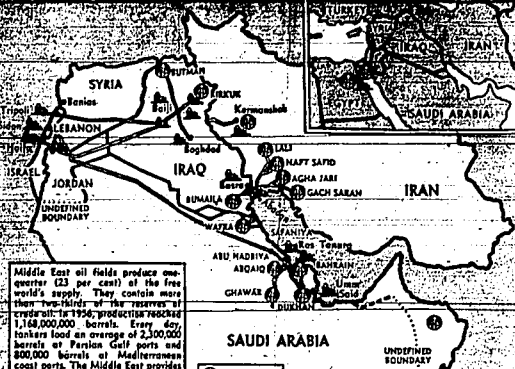 TURKEY
IRAQ
IRAN
EGYPT
SAUDI ARABIA
BUTMAH
SYRIA
KIRKUK
Banias
Baiji
Kermanshah
Tripoli
LEBANON
Baghdad
LALI
NAFT SAFID
ISRAEL
IRAQ
AGHA JARI
JORDAN
Basra
GACH SARAN
IRAN
UNDEFINED
BOUNDARY
RUMAILA
WAFRA
SAFANIYA
Ras Tanura
ABU HADRIYA
BAHRAIN
ABQAIQ
Umm
Said
GHAWAR
DUKHAN
Middle East oil fields produce one-
quarter (23 per cent) of the free
world's supply. They contain more
than two-thirds of the reserves of
crude oil. In 1956, production reached
1,168,000,000 barrels. Every day,
tankers load an average of 2,300,000
barrels at Persian Gulf ports and
800,000 barrels at Mediterranean
coast ports. The Middle East provides
SAUDI ARABIA
UNDEFINED
BOUNDARY